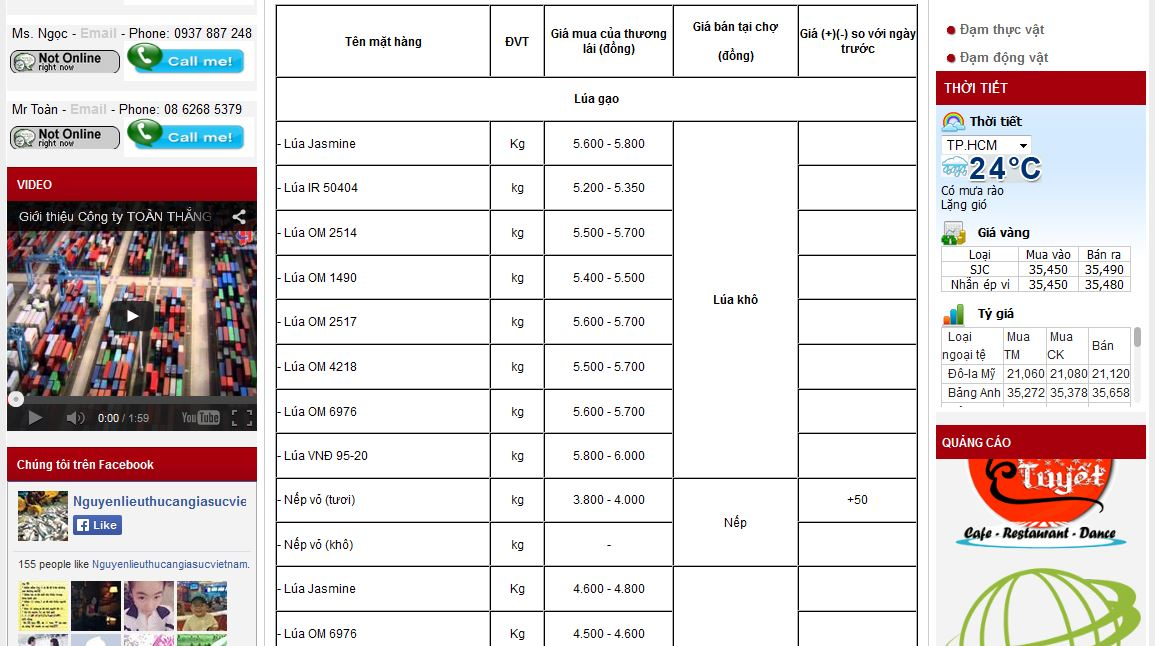 Ms. Ngọc - Email - Phone: 0937 887 248
Not Online
right now
Call me!
Mr Toàn - Email - Phone: 08 6268 5379
Not Online
right now
Call me!
VIDEO
Giới thiệu Công ty TOÀN THẮNG
0:00 / 1:59
YouTube
Chúng tôi trên Facebook
Nguyenlieuthucangiasucvie
Like
155 people like Nguyenlieuthucangiasucvietnam.
Tên mặt hàng ĐVT Giá mua của thương lái (đồng) Giá bán tại chợ (đồng) Giá (+)(-) so với ngày trước
Lúa gạo
- Lúa Jasmine Kg 5.600 - 5.800
- Lúa IR 50404 kg 5.200 - 5.350
- Lúa OM 2514 kg 5.500 - 5.700
- Lúa OM 1490 kg 5.400 - 5.500
Lúa khô
- Lúa OM 2517 kg 5.600 - 5.700
- Lúa OM 4218 kg 5.500 - 5.700
- Lúa OM 6976 kg 5.600 - 5.700
- Lúa VNĐ 95-20 kg 5.800 - 6.000
- Nếp vỏ (tươi) kg 3.800 - 4.000 +50
Nếp
- Nếp vỏ (khô) kg -
- Lúa Jasmine Kg 4.600 - 4.800
- Lúa OM 6976 Kg 4.500 - 4.600
Đạm thực vật
Đạm động vật
THỜI TIẾT
Thời tiết
TP.HCM
24°C
Có mưa rào
Lặng gió
Giá vàng
Loại Mua vào Bán ra
SJC 35,450 35,490
Nhẫn ép vỉ 35,450 35,480
Tỷ giá
Loại ngoại tệ Mua TM Mua CK Bán
Đô-la Mỹ 21,060 21,080 21,120
Bảng Anh 35,272 35,378 35,658
QUẢNG CÁO
Tuyết
Cafe - Restaurant - Dance